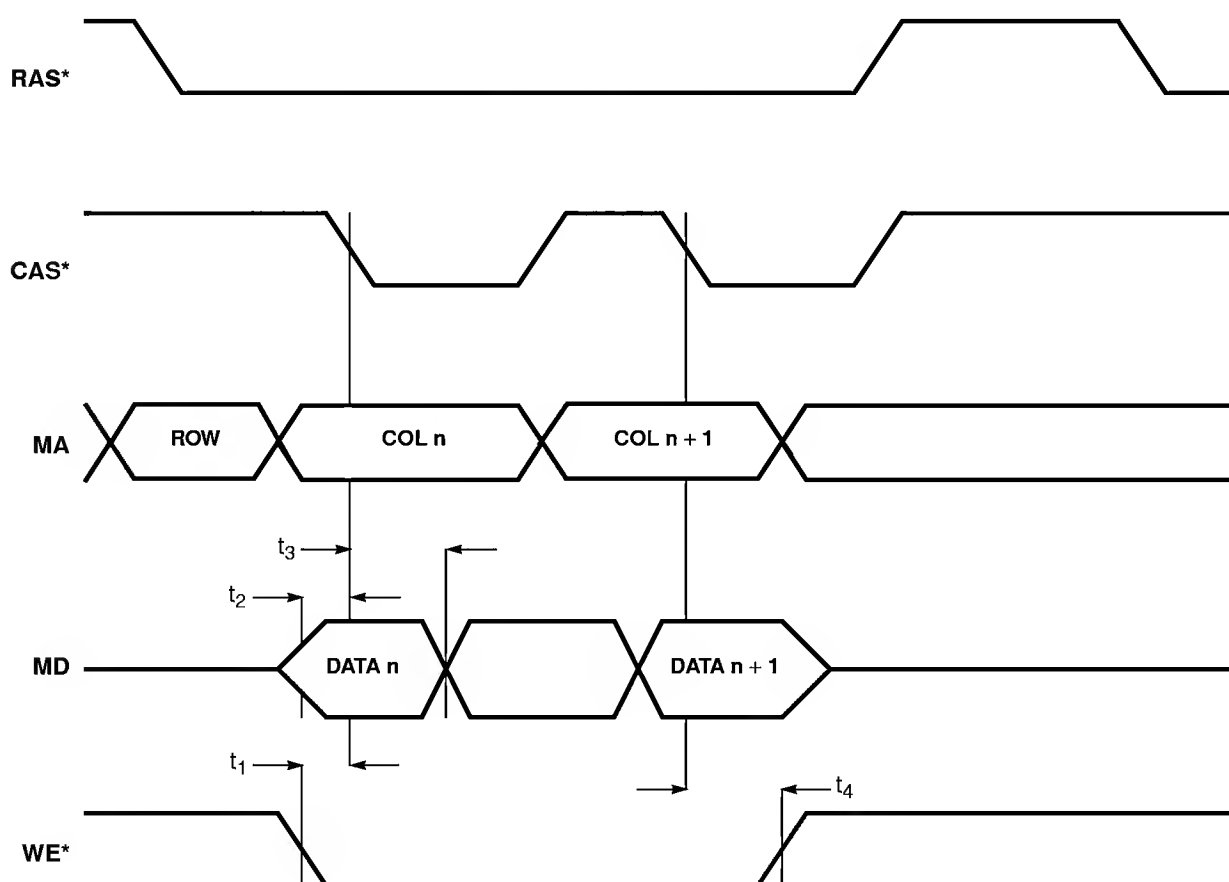 RAS*
CAS*
MA
ROW
COL n
COL n + 1
t3
t2
MD
DATA n
DATA n + 1
t1
t4
WE*